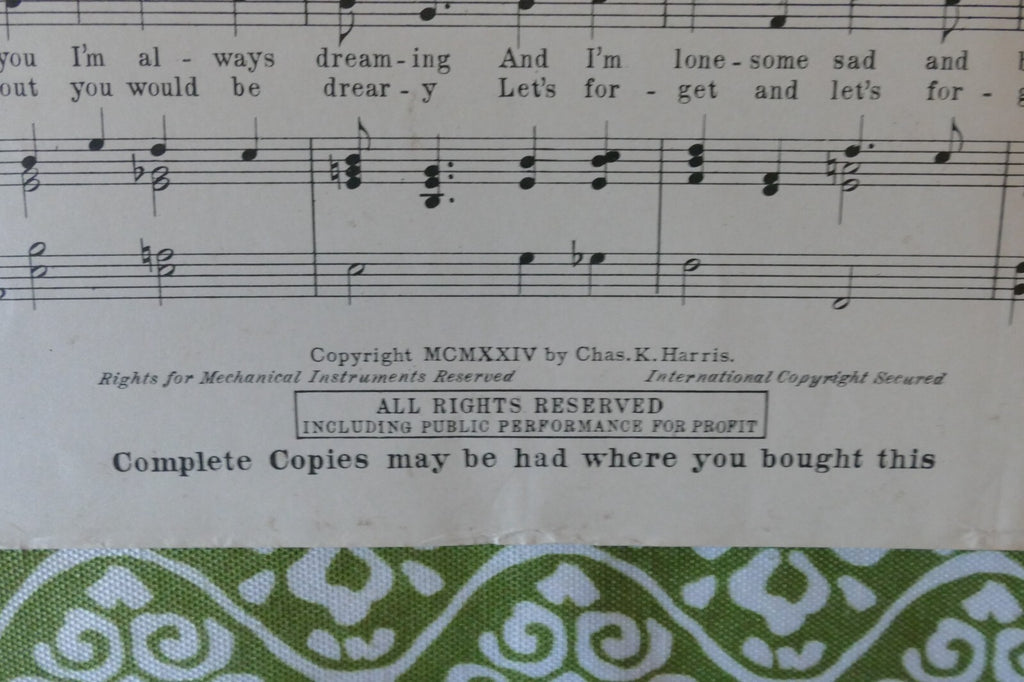 you I'm al - ways dream - ing And I'm lone - some sad and
out you would be drear - y Let's for - get and let's for -
Copyright MCMXXIV by Chas. K. Harris.
Rights for Mechanical Instruments Reserved International Copyright Secured
ALL RIGHTS RESERVED
INCLUDING PUBLIC PERFORMANCE FOR PROFIT
Complete Copies may be had where you bought this